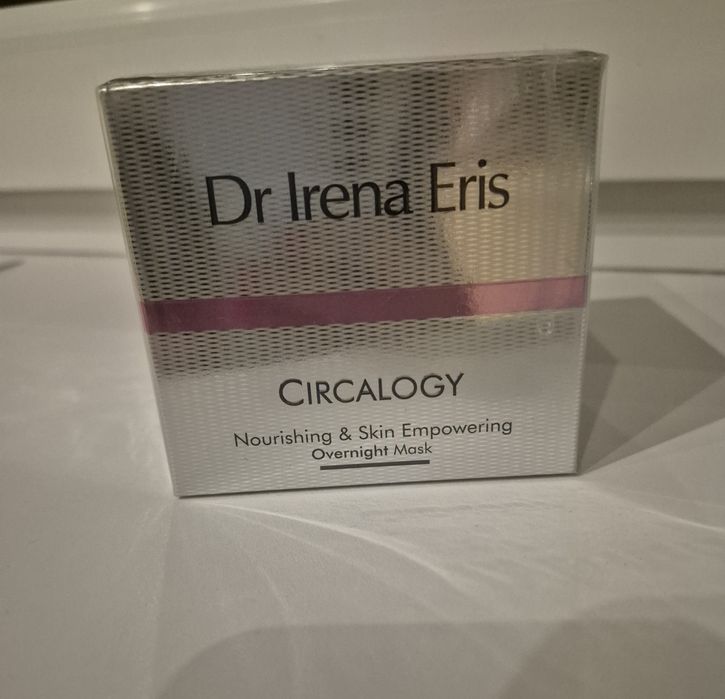 Dr Irena Eris
CIRCALOGY
Nourishing & Skin Empowering
Overnight Mask